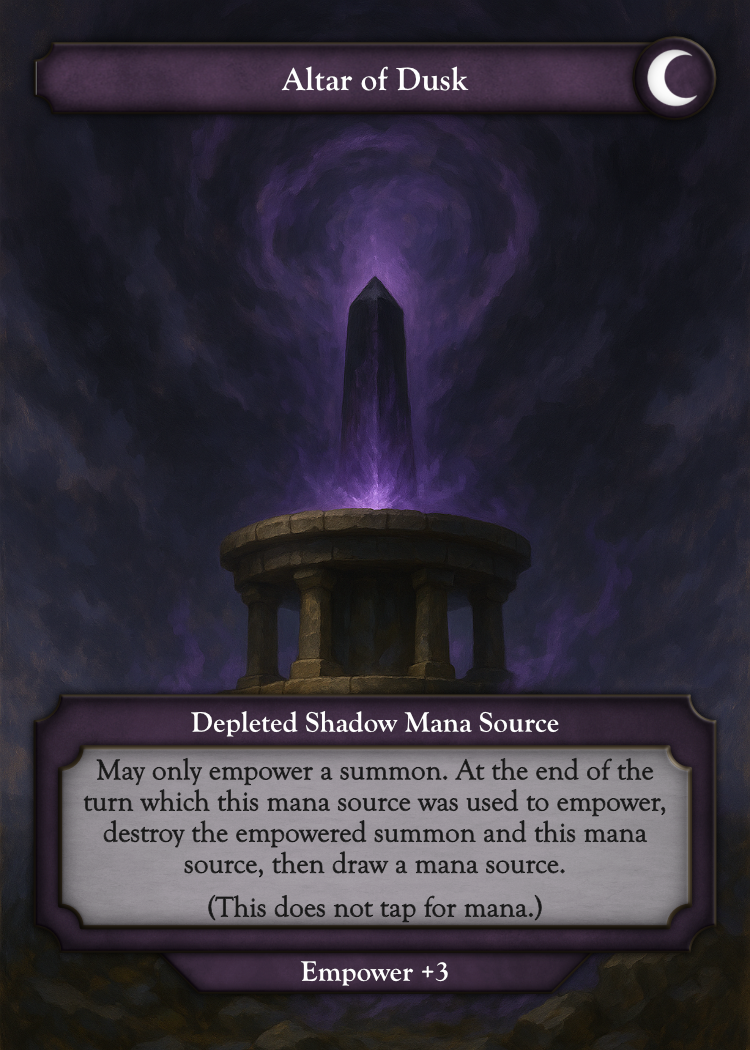 Altar of Dusk
Depleted Shadow Mana Source
May only empower a summon. At the end of the
turn which this mana source was used to empower,
destroy the empowered summon and this mana
source, then draw a mana source.
(This does not tap for mana.)
Empower +3